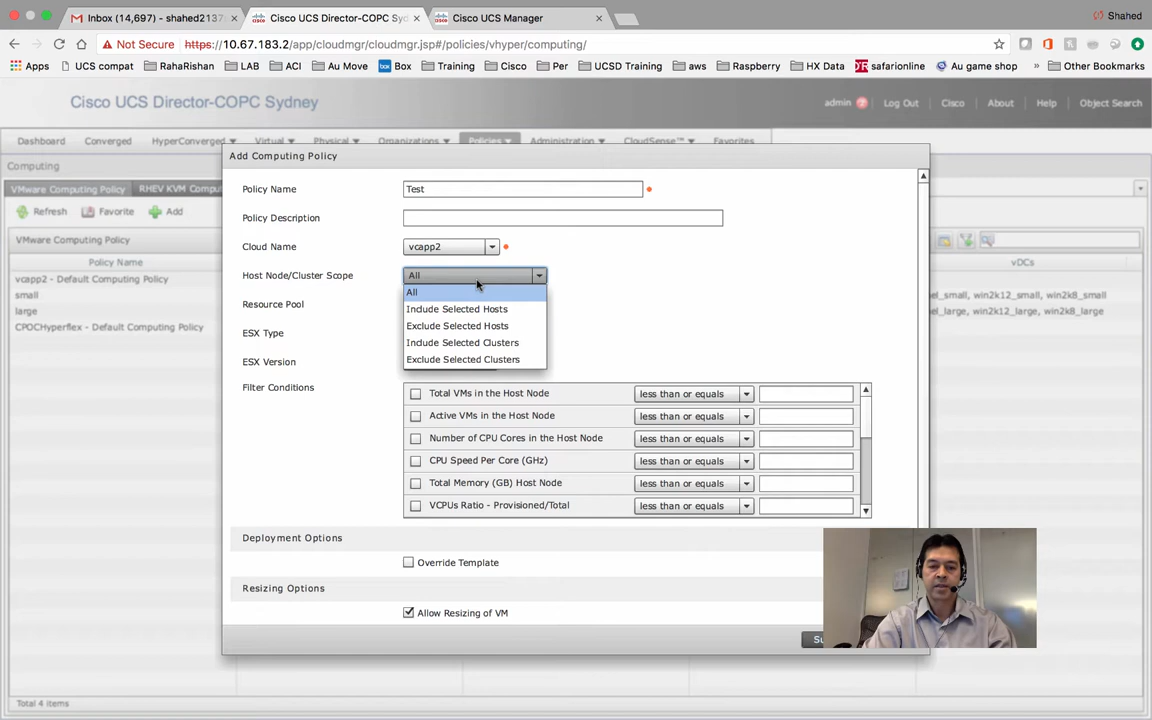 Inbox (14,697) - shahed2137
Cisco UCS Director-COPC Syd
Cisco UCS Manager
Shahed
Not Secure https://10.67.183.2/app/cloudmgr/cloudmgr.jsp#/policies/vhyper/computing/
Apps UCS compat RahaRishan LAB ACI Au Move Box Training Cisco Per UCSD Training aws Raspberry HX Data safarionline Au game shop » Other Bookmarks
Cisco UCS Director-COPC Sydney
admin Log Out Cisco About Help Object Search
Dashboard Converged HyperConverged Virtual Physical Organizations Policies Administration CloudSense™ Favorites
Computing
Add Computing Policy
VMware Computing Policy RHEV KVM Compu
Refresh Favorite Add
VMware Computing Policy
Policy Name
vDCs
vcapp2 - Default Computing Policy
small
el_small, win2k12_small, win2k8_small
large
el_large, win2k12_large, win2k8_large
CPOCHyperflex - Default Computing Policy
Policy Name Test
Policy Description
Cloud Name vcapp2
Host Node/Cluster Scope All
All
Include Selected Hosts
Exclude Selected Hosts
Include Selected Clusters
Exclude Selected Clusters
Resource Pool
ESX Type
ESX Version
Filter Conditions
Total VMs in the Host Node less than or equals
Active VMs in the Host Node less than or equals
Number of CPU Cores in the Host Node less than or equals
CPU Speed Per Core (GHz) less than or equals
Total Memory (GB) Host Node less than or equals
VCPUs Ratio - Provisioned/Total less than or equals
Deployment Options
Override Template
Resizing Options
Allow Resizing of VM
Su
Total 4 items